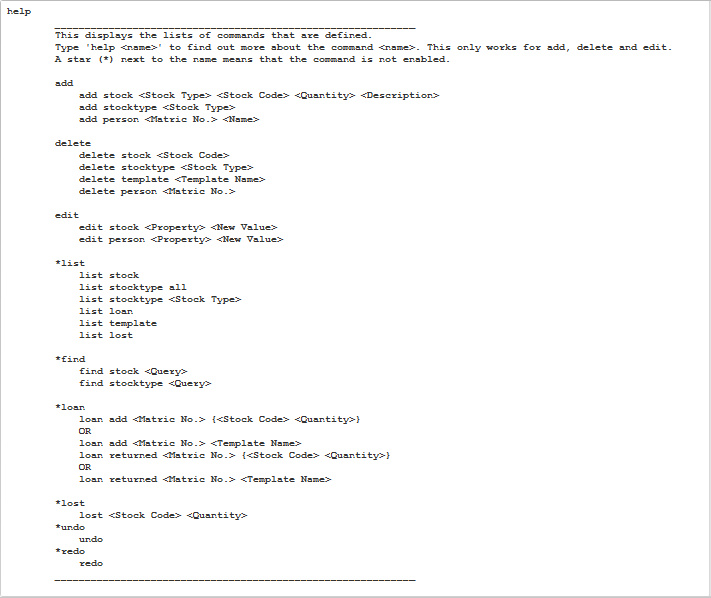 help
____________________________________________________________
This displays the lists of commands that are defined.
Type 'help <name>' to find out more about the command <name>. This only works for add, delete and edit.
A star (*) next to the name means that the command is not enabled.
add
add stock <Stock Type> <Stock Code> <Quantity> <Description>
add stocktype <Stock Type>
add person <Matric No.> <Name>
delete
delete stock <Stock Code>
delete stocktype <Stock Type>
delete template <Template Name>
delete person <Matric No.>
edit
edit stock <Property> <New Value>
edit person <Property> <New Value>
*list
list stock
list stocktype all
list stocktype <Stock Type>
list loan
list template
list lost
*find
find stock <Query>
find stocktype <Query>
*loan
loan add <Matric No.> {<Stock Code> <Quantity>}
OR
loan add <Matric No.> <Template Name>
loan returned <Matric No.> {<Stock Code> <Quantity>}
OR
loan returned <Matric No.> <Template Name>
*lost
lost <Stock Code> <Quantity>
*undo
undo
*redo
redo
____________________________________________________________